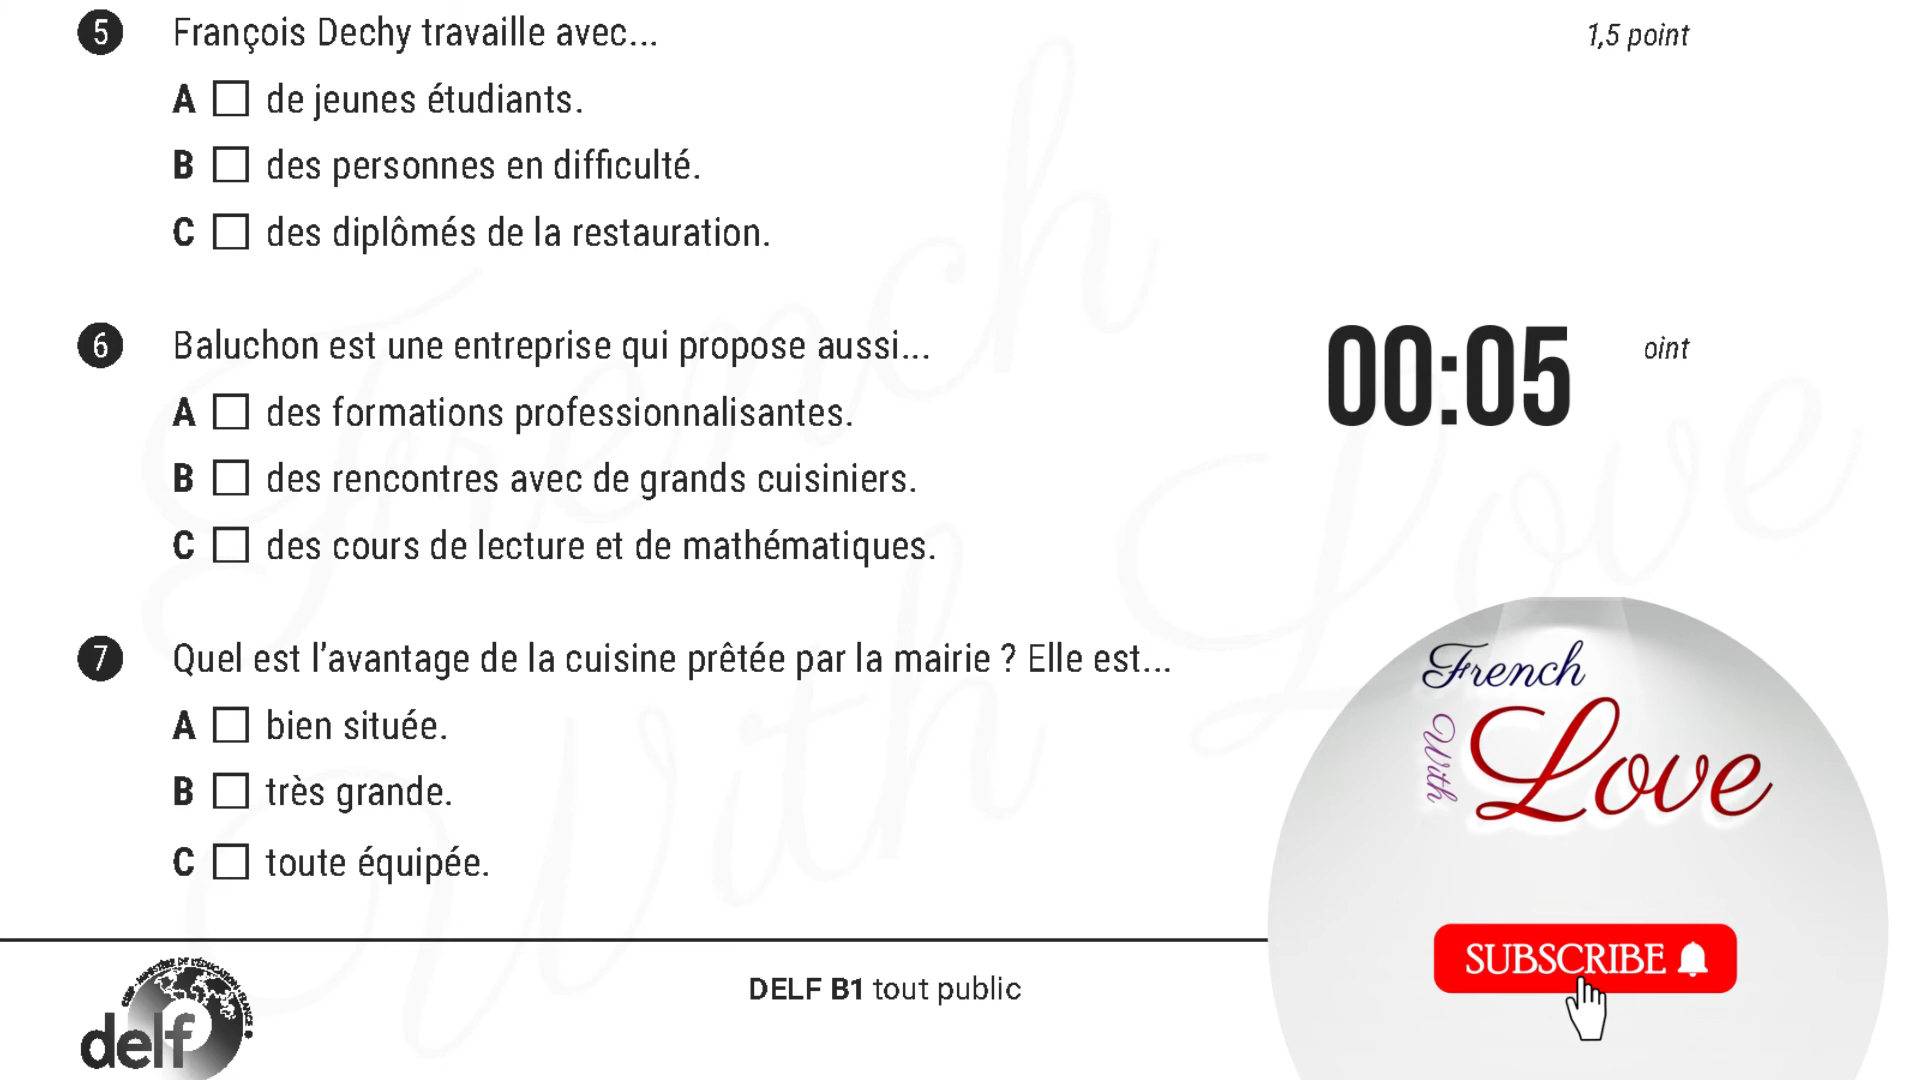 5 François Dechy travaille avec... 1,5 point
A de jeunes étudiants.
B des personnes en difficulté.
C des diplômés de la restauration.
6 Baluchon est une entreprise qui propose aussi... 00:05 oint
A des formations professionnalisantes.
B des rencontres avec de grands cuisiniers.
C des cours de lecture et de mathématiques.
7 Quel est l'avantage de la cuisine prêtée par la mairie ? Elle est...
A bien située.
B très grande.
C toute équipée.
French
With
Love
SUBSCRIBE
DELF B1 tout public
delf
French
With
Love